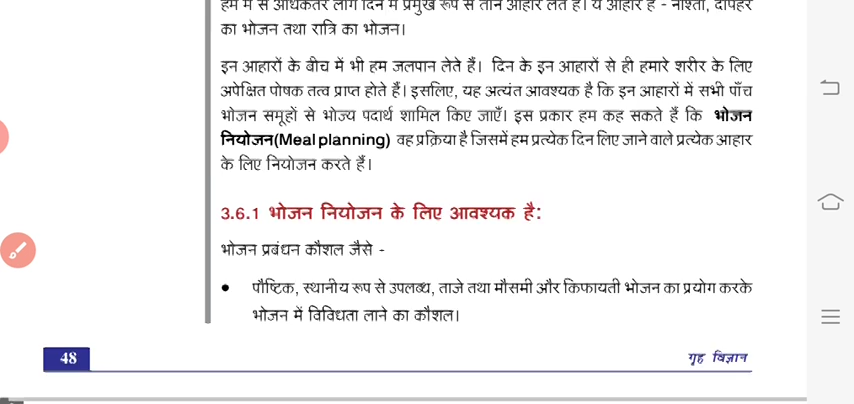 हम में से अधिकतर लोग दिन में प्रमुख रूप से तीन आहार लेते हैं। ये आहार हैं - नाश्ता, दोपहर
का भोजन तथा रात्रि का भोजन।
इन आहारों के बीच में भी हम जलपान लेते हैं। दिन के इन आहारों से ही हमारे शरीर के लिए
अपेक्षित पोषक तत्व प्राप्त होते हैं। इसलिए, यह अत्यंत आवश्यक है कि इन आहारों में सभी पाँच
भोजन समूहों से भोज्य पदार्थ शामिल किए जाएँ। इस प्रकार हम कह सकते हैं कि भोजन
नियोजन(Meal planning) वह प्रक्रिया है जिसमें हम प्रत्येक दिन लिए जाने वाले प्रत्येक आहार
के लिए नियोजन करते हैं।
3.6.1 भोजन नियोजन के लिए आवश्यक है:
भोजन प्रबंधन कौशल जैसे -
● पौष्टिक, स्थानीय रूप से उपलब्ध, ताजे तथा मौसमी और किफायती भोजन का प्रयोग करके
भोजन में विविधता लाने का कौशल।
48
गृह विज्ञान